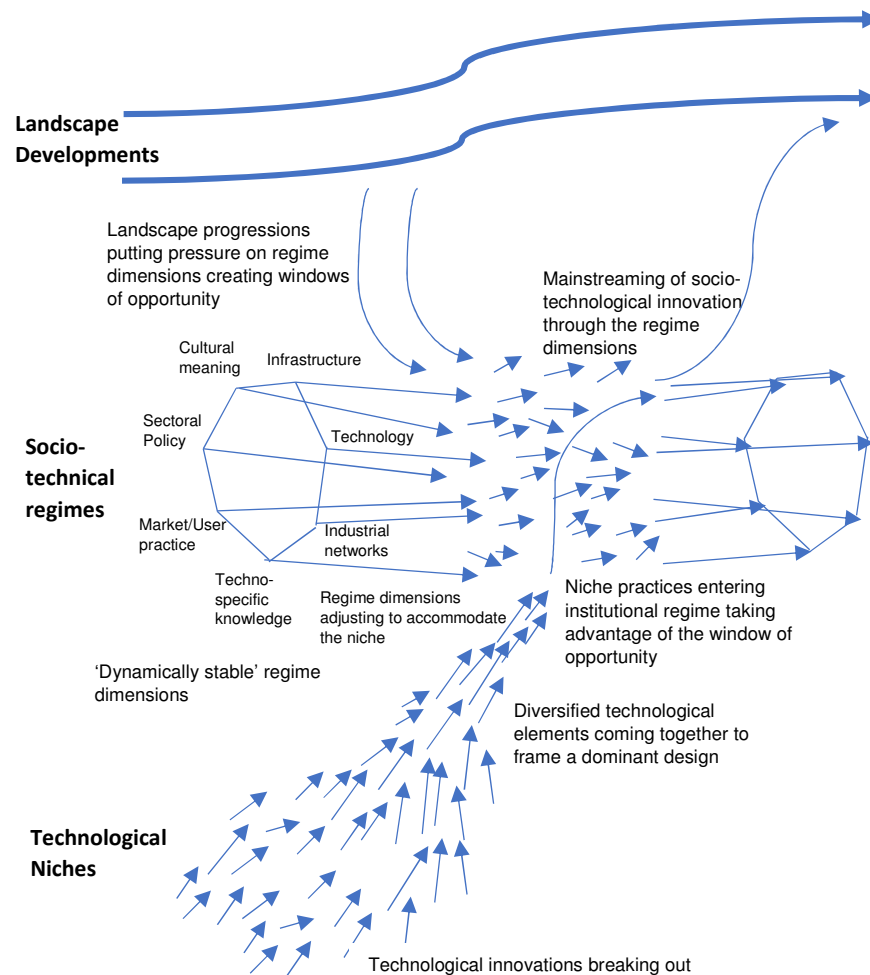 Landscape
Developments
Landscape progressions
putting pressure on regime
dimensions creating windows
of opportunity
Mainstreaming of socio-
technological innovation
through the regime
dimensions
Cultural
meaning
Infrastructure
Sectoral
Policy
Technology
Socio-
technical
regimes
Market/User
practice
Industrial
networks
Techno-
specific
knowledge
Regime dimensions
adjusting to accommodate
the niche
Niche practices entering
institutional regime taking
advantage of the window of
opportunity
‘Dynamically stable’ regime
dimensions
Diversified technological
elements coming together to
frame a dominant design
Technological
Niches
Technological innovations breaking out